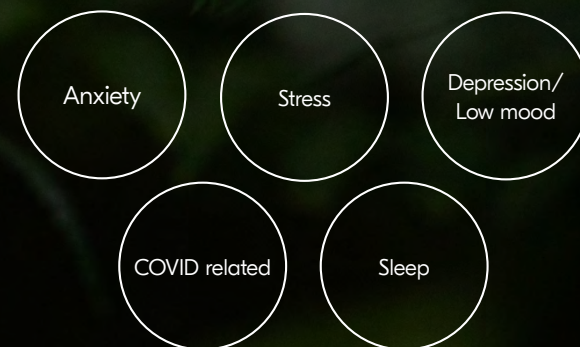 Anxiety
Stress
Depression/
Low mood
COVID related
Sleep